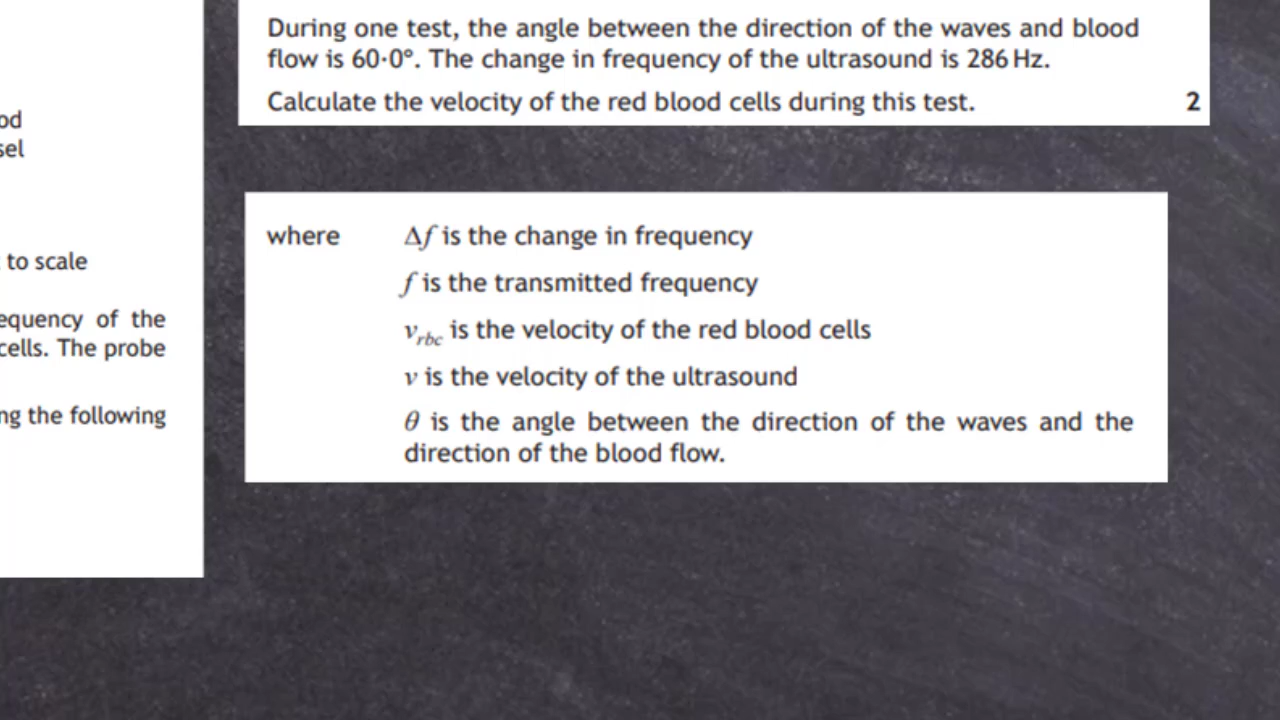 od
sel
to scale
equency of the
cells. The probe
ng the following
During one test, the angle between the direction of the waves and blood
flow is 60·0°. The change in frequency of the ultrasound is 286 Hz.
Calculate the velocity of the red blood cells during this test. 2
where Δf is the change in frequency
f is the transmitted frequency
v_rbc is the velocity of the red blood cells
v is the velocity of the ultrasound
θ is the angle between the direction of the waves and the
direction of the blood flow.